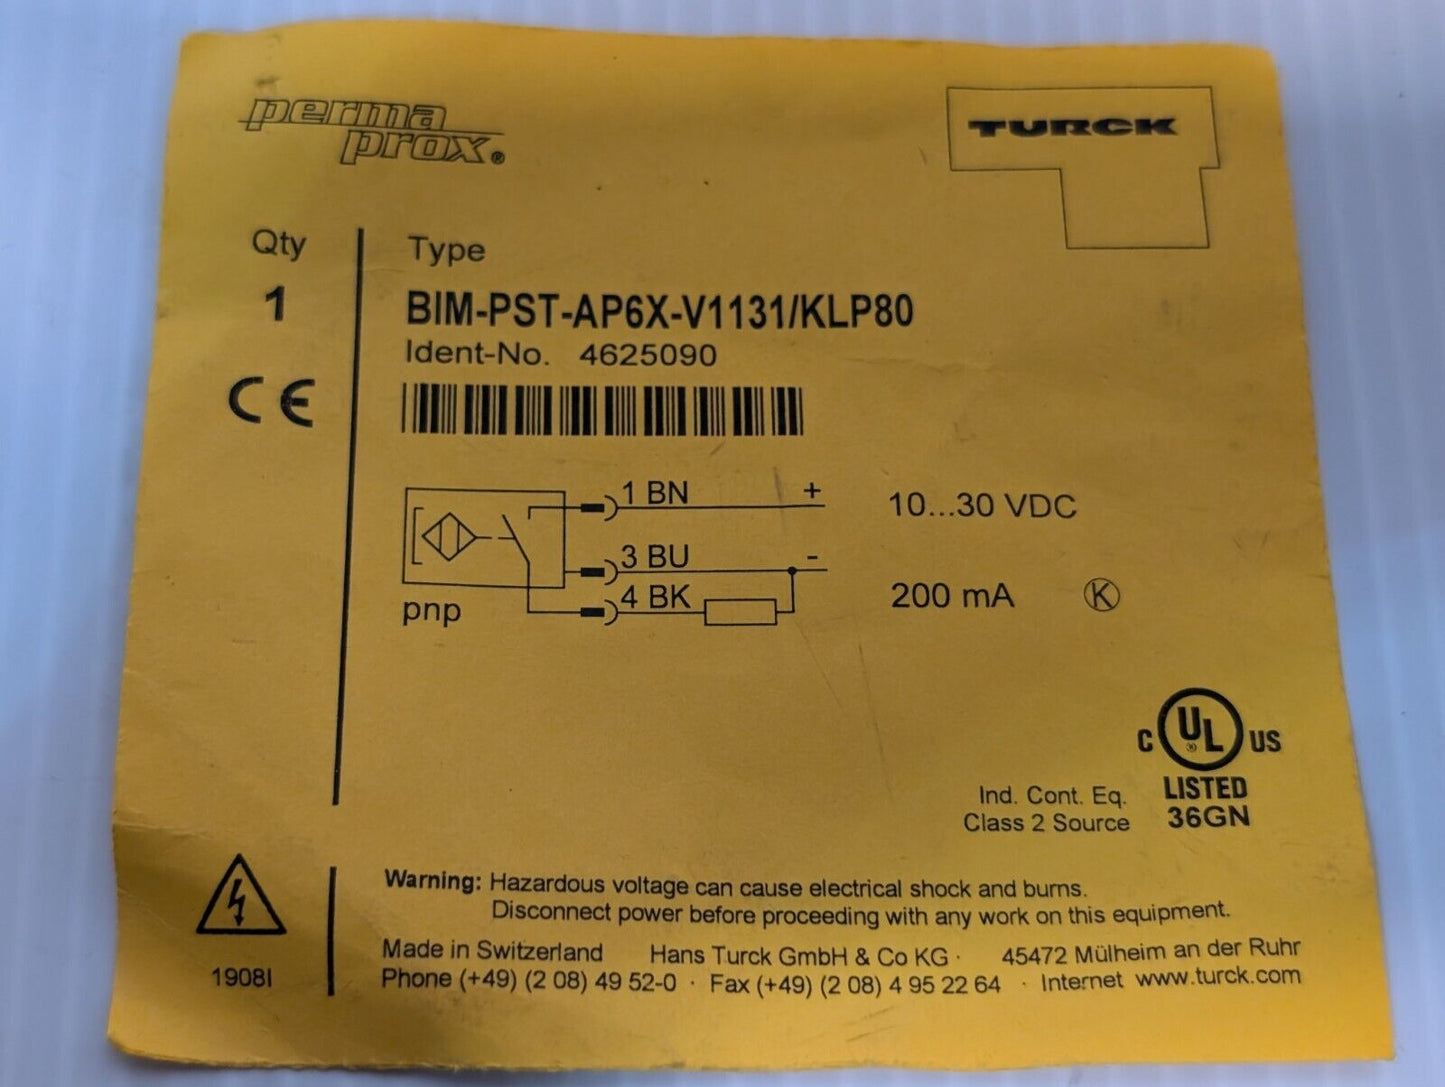 perma
prox®
TURCK
Qty
Type
1
BIM-PST-AP6X-V1131/KLP80
Ident-No. 4625090
CE
1 BN +
10...30 VDC
3 BU -
4 BK
200 mA K
pnp
C UL® US
LISTED
36GN
Ind. Cont. Eq.
Class 2 Source
Warning: Hazardous voltage can cause electrical shock and burns.
Disconnect power before proceeding with any work on this equipment.
1908I
Made in Switzerland Hans Turck GmbH & Co KG · 45472 Mülheim an der Ruhr
Phone (+49) (2 08) 49 52-0 · Fax (+49) (2 08) 4 95 22 64 · Internet www.turck.com